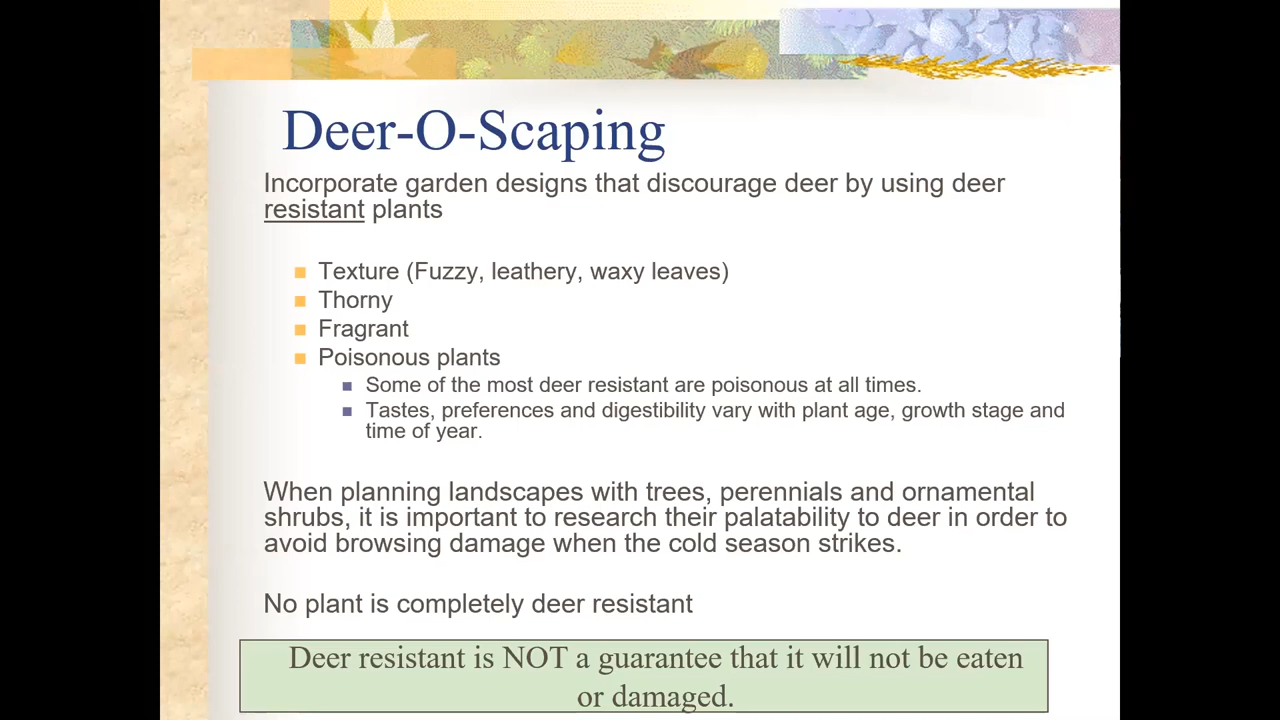 Deer-O-Scaping
Incorporate garden designs that discourage deer by using deer
resistant plants
Texture (Fuzzy, leathery, waxy leaves)
Thorny
Fragrant
Poisonous plants
Some of the most deer resistant are poisonous at all times.
Tastes, preferences and digestibility vary with plant age, growth stage and
time of year.
When planning landscapes with trees, perennials and ornamental
shrubs, it is important to research their palatability to deer in order to
avoid browsing damage when the cold season strikes.
No plant is completely deer resistant
Deer resistant is NOT a guarantee that it will not be eaten
or damaged.